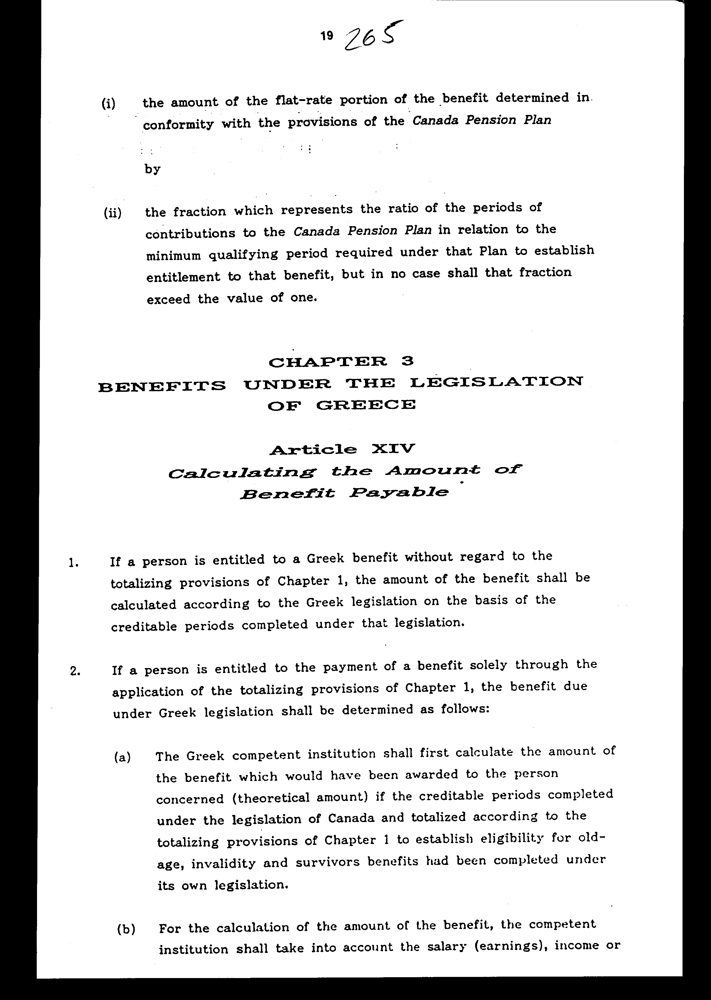 19 265
(i) the amount of the flat-rate portion of the benefit determined in
conformity with the provisions of the Canada Pension Plan
by
(ii) the fraction which represents the ratio of the periods of
contributions to the Canada Pension Plan in relation to the
minimum qualifying period required under that Plan to establish
entitlement to that benefit, but in no case shall that fraction
exceed the value of one.
CHAPTER 3
BENEFITS UNDER THE LEGISLATION
OF GREECE
Article XIV
Calculating the Amount of
Benefit Payable
1. If a person is entitled to a Greek benefit without regard to the
totalizing provisions of Chapter 1, the amount of the benefit shall be
calculated according to the Greek legislation on the basis of the
creditable periods completed under that legislation.
2. If a person is entitled to the payment of a benefit solely through the
application of the totalizing provisions of Chapter 1, the benefit due
under Greek legislation shall be determined as follows:
(a) The Greek competent institution shall first calculate the amount of
the benefit which would have been awarded to the person
concerned (theoretical amount) if the creditable periods completed
under the legislation of Canada and totalized according to the
totalizing provisions of Chapter 1 to establish eligibility for old-
age, invalidity and survivors benefits had been completed under
its own legislation.
(b) For the calculation of the amount of the benefit, the competent
institution shall take into account the salary (earnings), income or